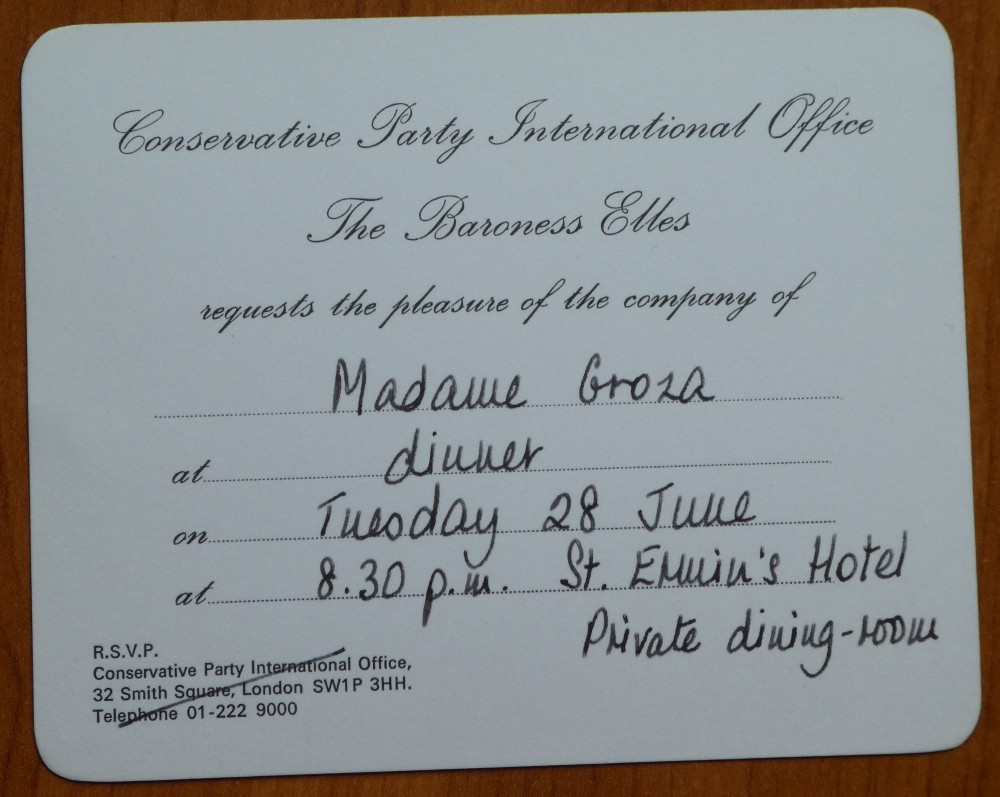 Conservative Party International Office
The Baroness Elles
requests the pleasure of the company of
Madame Groza
at dinner
on Tuesday 28 June
at 8.30 p.m. St. Ermin's Hotel
Private dining-room
R.S.V.P.
Conservative Party International Office,
32 Smith Square, London SW1P 3HH.
Telephone 01-222 9000